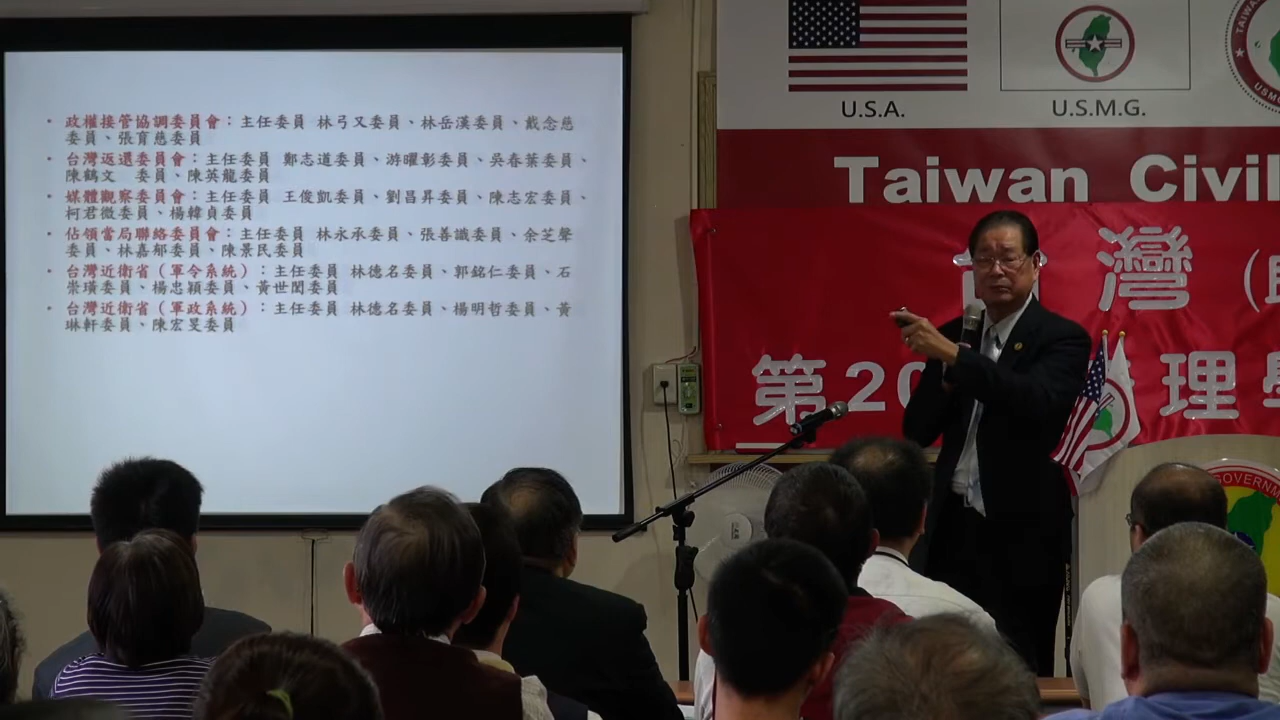 • 政權接管協調委員會：主任委員 林弓又委員、林岳漢委員、戴念慈
委員、張育慈委員
• 台灣返還委員會：主任委員 鄭志道委員、游曜彰委員、吳春葉委員、
陳鶴文 委員、陳英龍委員
• 媒體觀察委員會：主任委員 王俊凱委員、劉昌昇委員、陳志宏委員、
柯君微委員、楊韓貞委員
• 佔領當局聯絡委員會：主任委員 林永承委員、張善識委員、余芝聲
委員、林嘉郁委員、陳景民委員
• 台灣近衛省（軍令系統）：主任委員 林德名委員、郭銘仁委員、石
崇璜委員、楊忠穎委員、黃世閔委員
• 台灣近衛省（軍政系統）：主任委員 林德名委員、楊明哲委員、黃
琳軒委員、陳宏旻委員
U.S.A.
U.S.M.G.
TAIWAN
USMG
Taiwan Civil
灣（
第20 理
GOVERNM